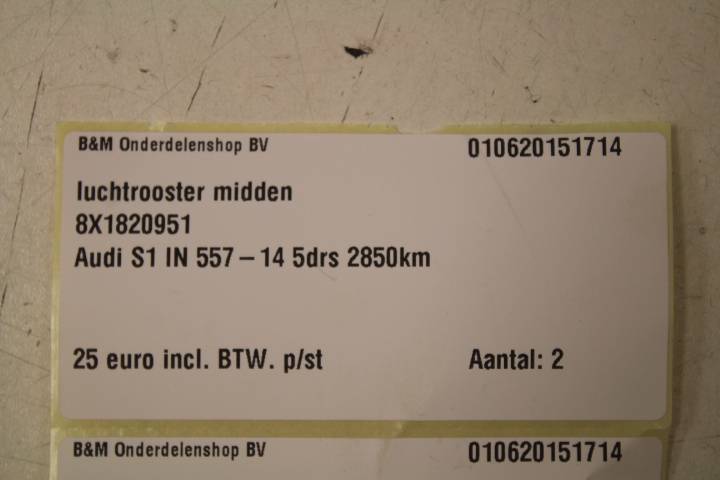 B&M Onderdelenshop BV 010620151714
luchtrooster midden
8X1820951
Audi S1 IN 557 – 14 5drs 2850km
25 euro incl. BTW. p/st Aantal: 2
B&M Onderdelenshop BV 010620151714